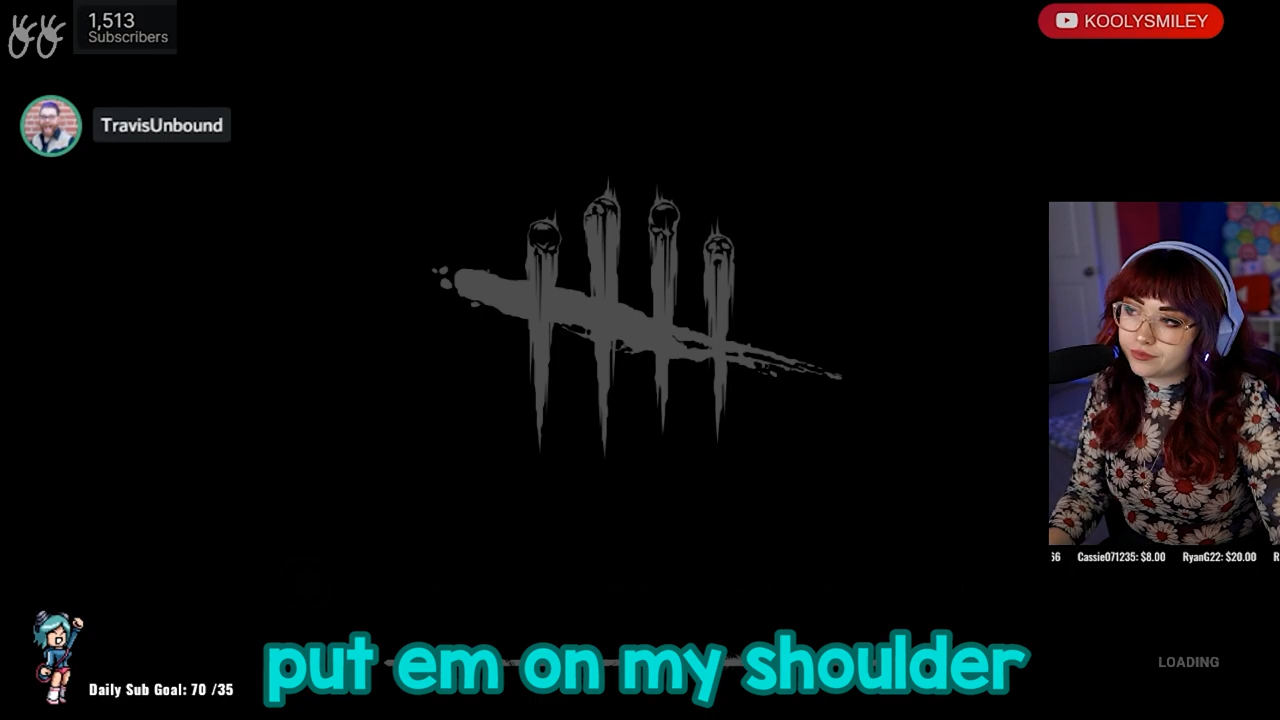 1,513
Subscribers
KOOLYSMILEY
TravisUnbound
Cassie071235: $8.00 RyanG22: $20.00
Daily Sub Goal: 70 /35
put em on my shoulder
LOADING